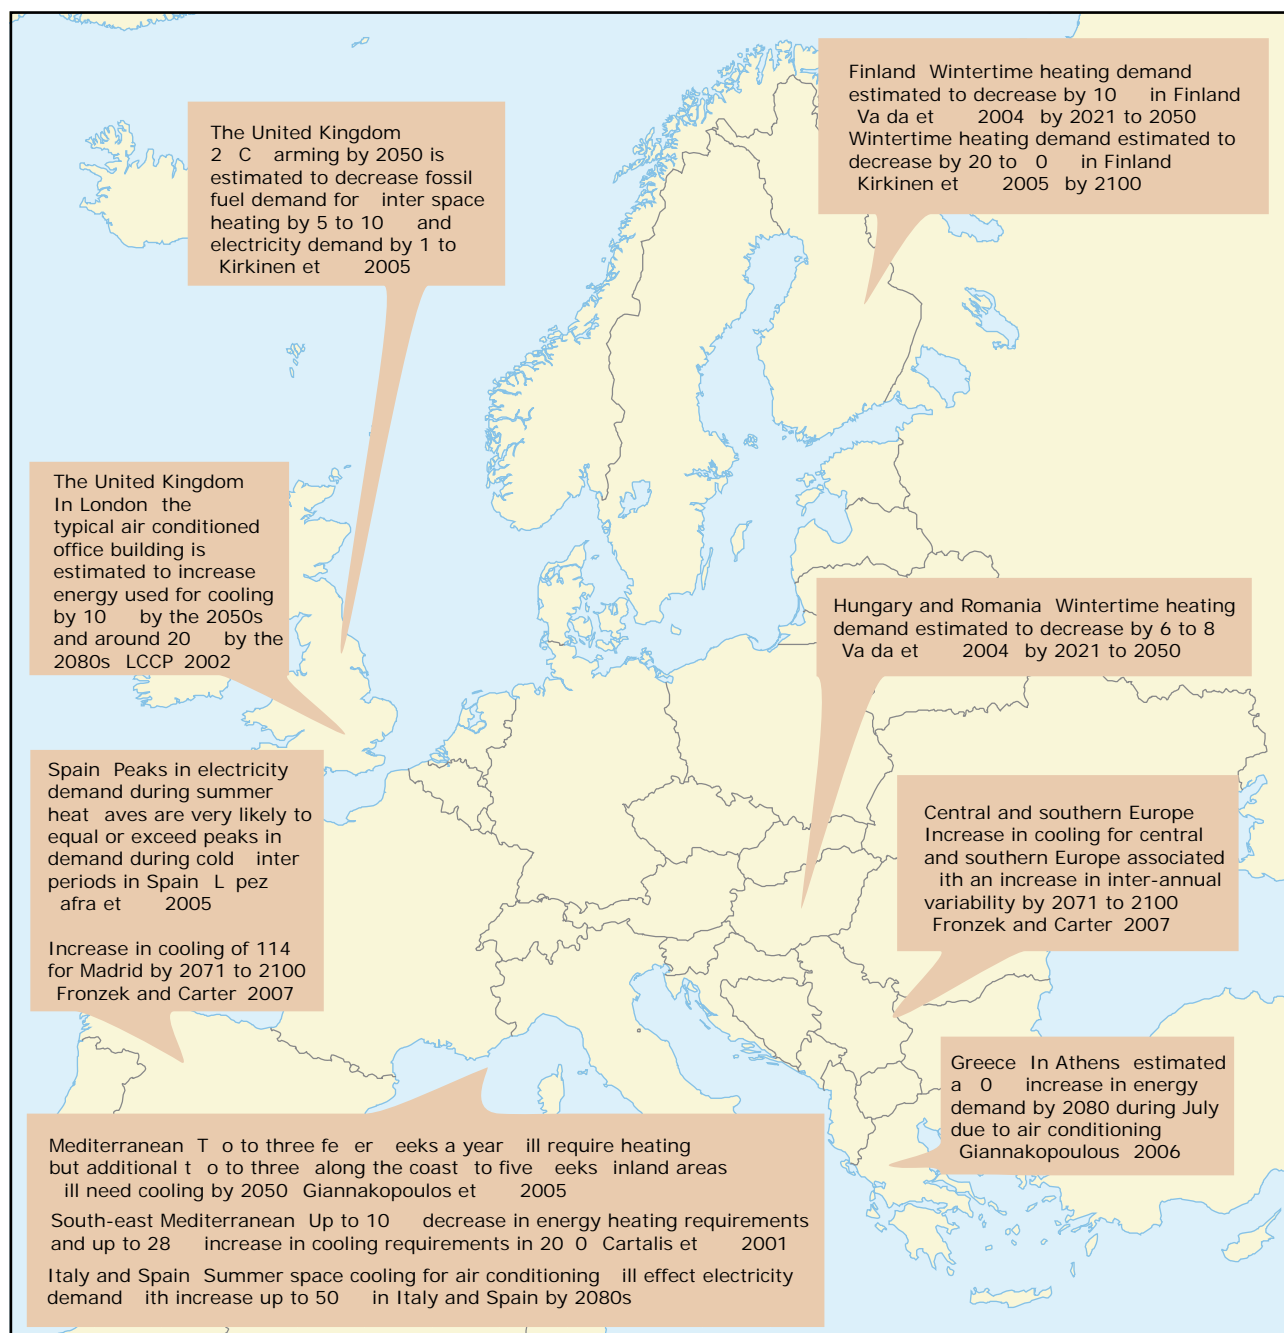 Finland Wintertime heating demand
estimated to decrease by 10 in Finland
Va da et 2004 by 2021 to 2050
Wintertime heating demand estimated to
decrease by 20 to 0 in Finland
Kirkinen et 2005 by 2100
The United Kingdom
2 C arming by 2050 is
estimated to decrease fossil
fuel demand for inter space
heating by 5 to 10 and
electricity demand by 1 to
Kirkinen et 2005
The United Kingdom
In London the
typical air conditioned
office building is
estimated to increase
energy used for cooling
by 10 by the 2050s
and around 20 by the
2080s LCCP 2002
Hungary and Romania Wintertime heating
demand estimated to decrease by 6 to 8
Va da et 2004 by 2021 to 2050
Spain Peaks in electricity
demand during summer
heat aves are very likely to
equal or exceed peaks in
demand during cold inter
periods in Spain L pez
afra et 2005
Increase in cooling of 114
for Madrid by 2071 to 2100
Fronzek and Carter 2007
Central and southern Europe
Increase in cooling for central
and southern Europe associated
ith an increase in inter-annual
variability by 2071 to 2100
Fronzek and Carter 2007
Greece In Athens estimated
a 0 increase in energy
demand by 2080 during July
due to air conditioning
Giannakopoulous 2006
Mediterranean T o to three fe er eeks a year ill require heating
but additional t o to three along the coast to five eeks inland areas
ill need cooling by 2050 Giannakopoulos et 2005
South-east Mediterranean Up to 10 decrease in energy heating requirements
and up to 28 increase in cooling requirements in 20 0 Cartalis et 2001
Italy and Spain Summer space cooling for air conditioning ill effect electricity
demand ith increase up to 50 in Italy and Spain by 2080s